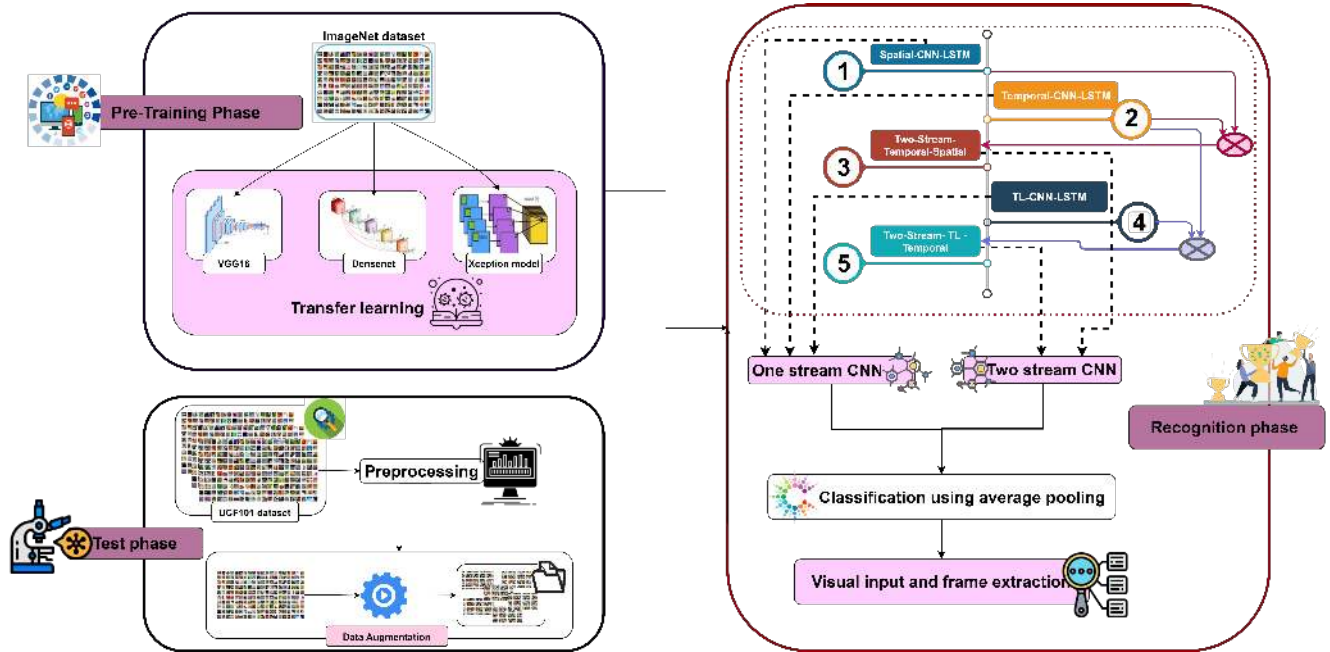 ImageNet dataset
Pre-Training Phase
VGG16
Densenet
Xception model
Transfer learning
UCF101 dataset
Preprocessing
Test phase
Data Augmentation
Spatial-CNN-LSTM
1
Temporal-CNN-LSTM
2
Two-Stream-
Temporal-Spatial
3
TL-CNN-LSTM
4
Two-Stream- TL -
Temporal
5
One stream CNN
Two stream CNN
Recognition phase
Classification using average pooling
Visual input and frame extraction